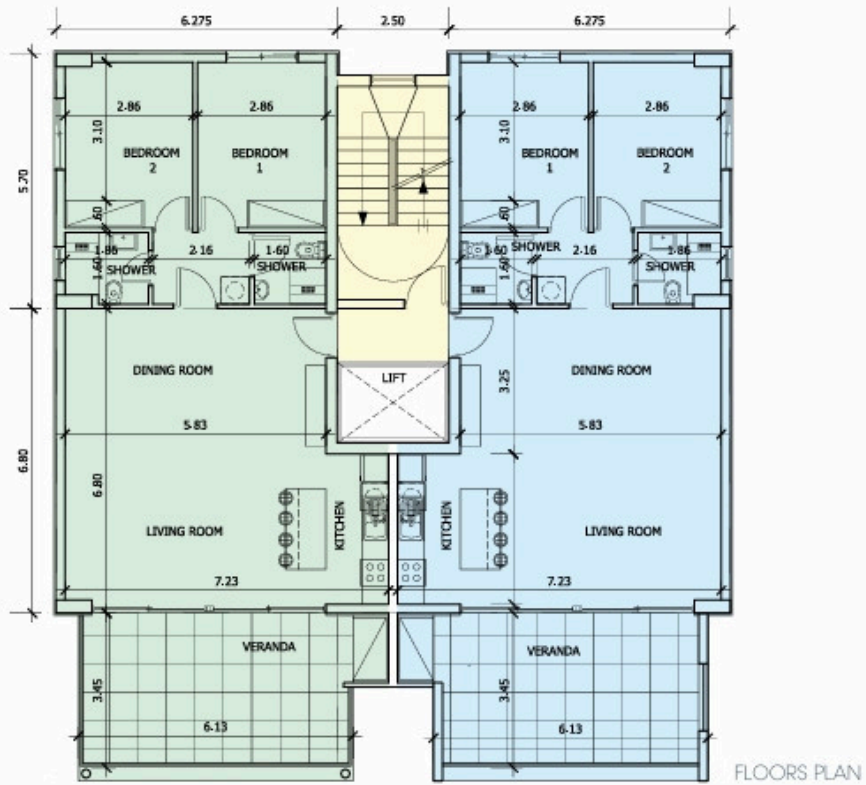 6.275 2.50 6.275
2.86 2.86 2.86 2.86
3.10 3.10
BEDROOM 2
BEDROOM 1
BEDROOM 1
BEDROOM 2
5.70
.60 .60
1.86 2.16 1.60 1.60 2.16 1.86
SHOWER SHOWER SHOWER SHOWER
1.60 1.60
DINING ROOM LIFT DINING ROOM
3.25
5.83 5.83
6.80 6.80
LIVING ROOM KITCHEN KITCHEN LIVING ROOM
7.23 7.23
VERANDA VERANDA
3.45 3.45
6.13 6.13
FLOORS PLAN